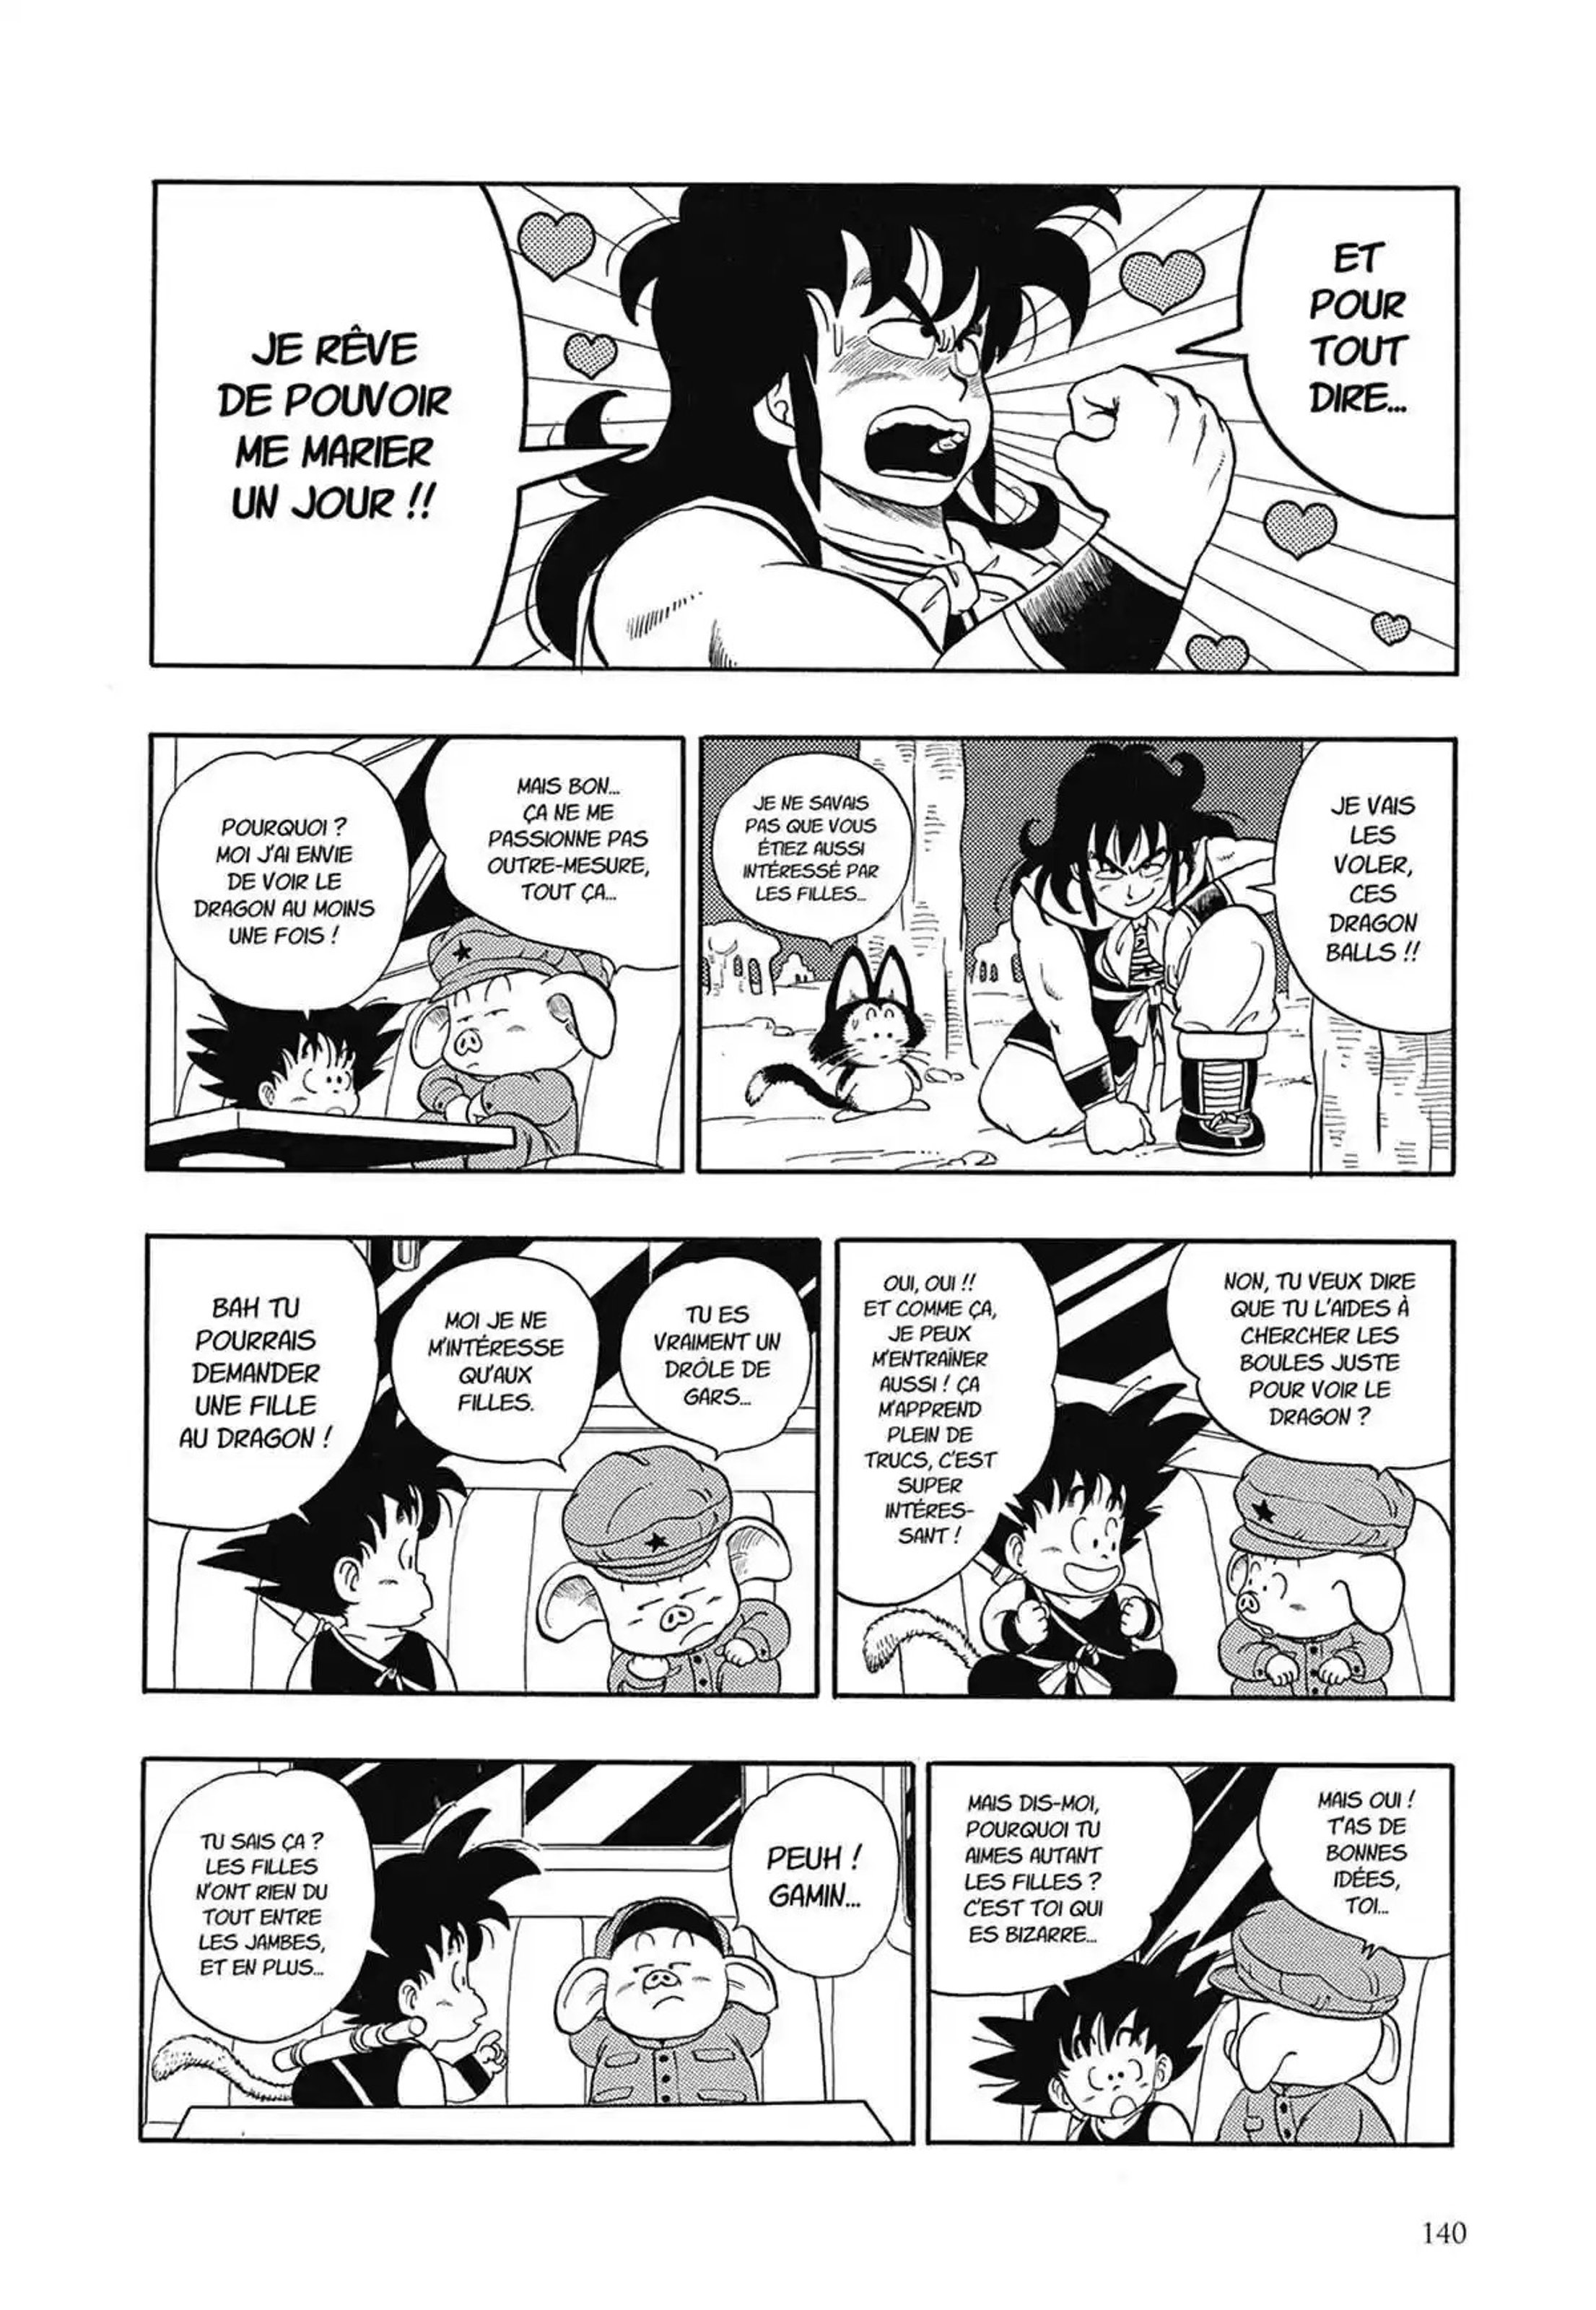 ET
POUR
TOUT
DIRE...
JE RÊVE
DE POUVOIR
ME MARIER
UN JOUR !!
JE VAIS
LES
VOLER,
CES
DRAGON
BALLS !!
JE NE SAVAIS
PAS QUE VOUS
ÉTIEZ AUSSI
INTÉRESSÉ PAR
LES FILLES...
MAIS BON...
ÇA NE ME
PASSIONNE PAS
OUTRE-MESURE,
TOUT ÇA...
POURQUOI ?
MOI J'AI ENVIE
DE VOIR LE
DRAGON AU MOINS
UNE FOIS !
NON, TU VEUX DIRE
QUE TU L'AIDES À
CHERCHER LES
BOULES JUSTE
POUR VOIR LE
DRAGON ?
OUI, OUI !!
ET COMME ÇA,
JE PEUX
M'ENTRAÎNER
AUSSI ! ÇA
M'APPREND
PLEIN DE
TRUCS, C'EST
SUPER
INTÉRES-
SANT !
TU ES
VRAIMENT UN
DRÔLE DE
GARS...
MOI JE NE
M'INTÉRESSE
QU'AUX
FILLES.
BAH TU
POURRAIS
DEMANDER
UNE FILLE
AU DRAGON !
MAIS OUI !
T'AS DE
BONNES
IDÉES,
TOI...
MAIS DIS-MOI,
POURQUOI TU
AIMES AUTANT
LES FILLES ?
C'EST TOI QUI
ES BIZARRE...
PEUH !
GAMIN...
TU SAIS ÇA ?
LES FILLES
N'ONT RIEN DU
TOUT ENTRE
LES JAMBES,
ET EN PLUS...
140